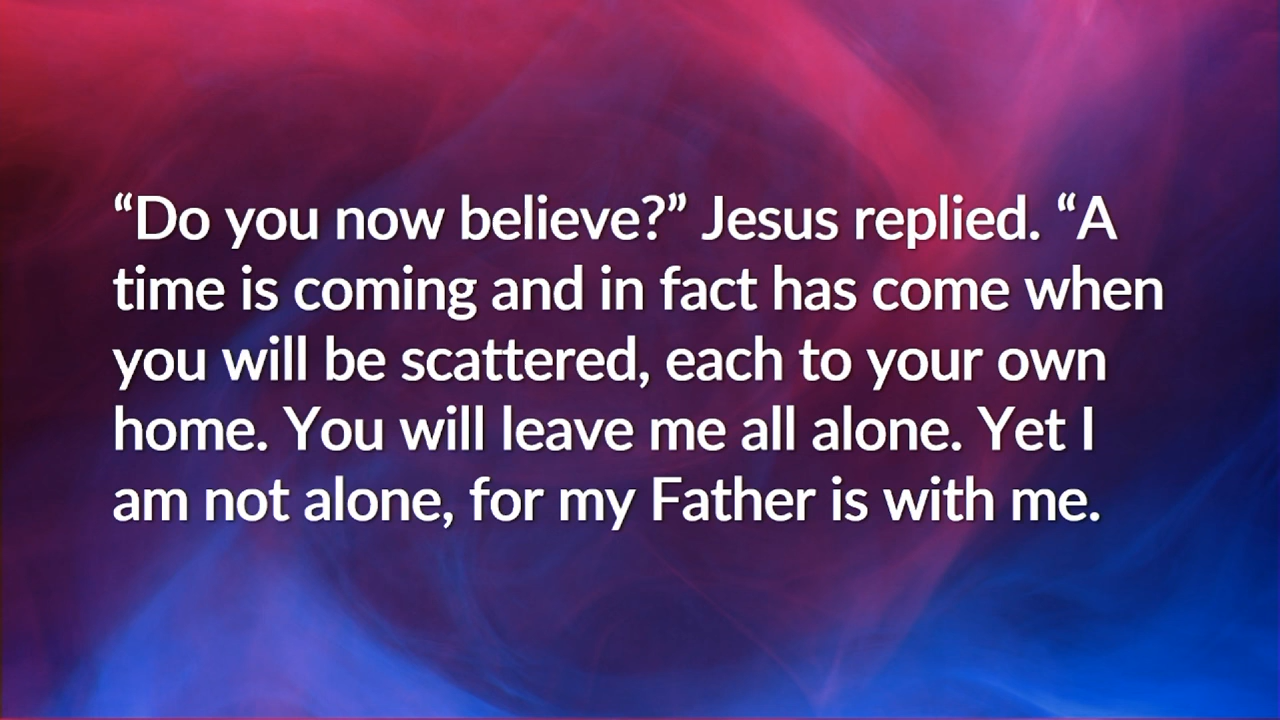 “Do you now believe?” Jesus replied. “A
time is coming and in fact has come when
you will be scattered, each to your own
home. You will leave me all alone. Yet I
am not alone, for my Father is with me.